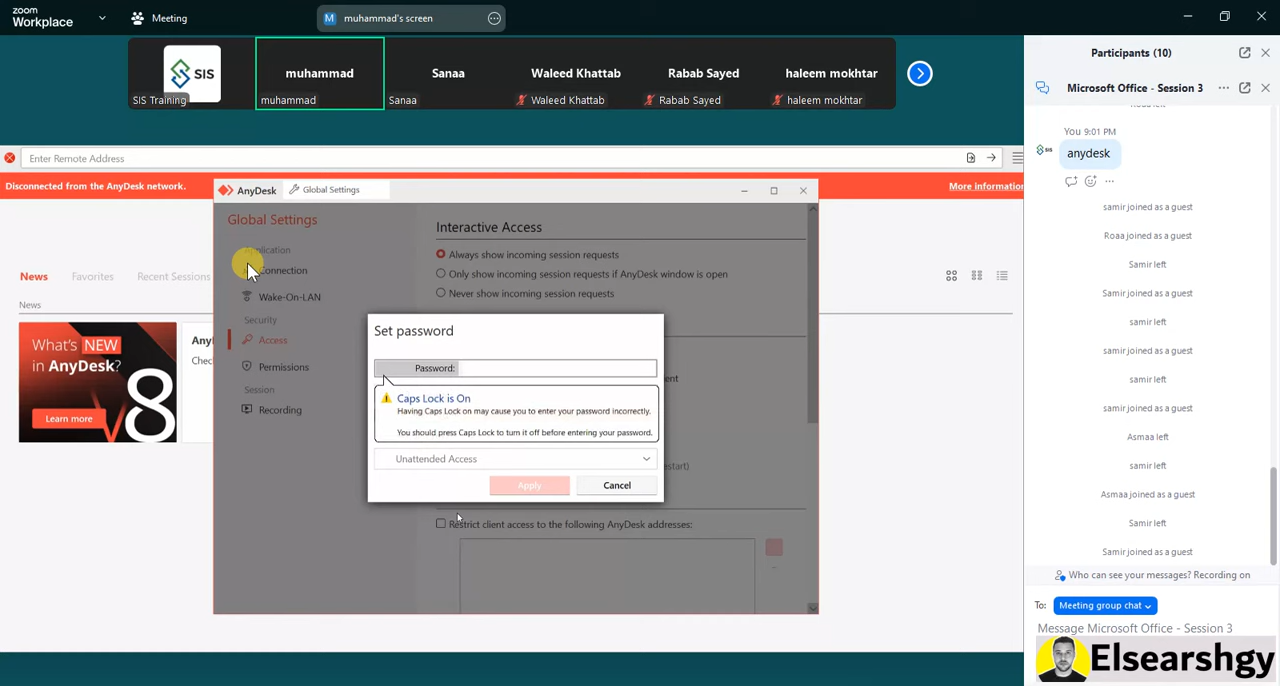 zoom
Workplace
Meeting
M muhammad's screen
SIS
SIS Training
muhammad
muhammad
Sanaa
Sanaa
Waleed Khattab
Waleed Khattab
Rabab Sayed
Rabab Sayed
haleem mokhtar
haleem mokhtar
Enter Remote Address
Disconnected from the AnyDesk network.
More information
News
Favorites
Recent Sessions
News
What's NEW
in AnyDesk?
Learn more
V8
Any
Chec
AnyDesk
Global Settings
Global Settings
Application
Connection
Wake-On-LAN
Security
Access
Permissions
Session
Recording
Interactive Access
Always show incoming session requests
Only show incoming session requests if AnyDesk window is open
Never show incoming session requests
ent
start)
Restrict client access to the following AnyDesk addresses:
Set password
Password:
Caps Lock is On
Having Caps Lock on may cause you to enter your password incorrectly.
You should press Caps Lock to turn it off before entering your password.
Unattended Access
Apply
Cancel
Participants (10)
Microsoft Office - Session 3
Roaa left
You 9:01 PM
SIS
anydesk
samir joined as a guest
Roaa joined as a guest
Samir left
Samir joined as a guest
samir left
samir joined as a guest
samir left
samir joined as a guest
Asmaa left
samir left
Asmaa joined as a guest
Samir left
Samir joined as a guest
Who can see your messages? Recording on
To: Meeting group chat
Message Microsoft Office - Session 3
Elsearshgy